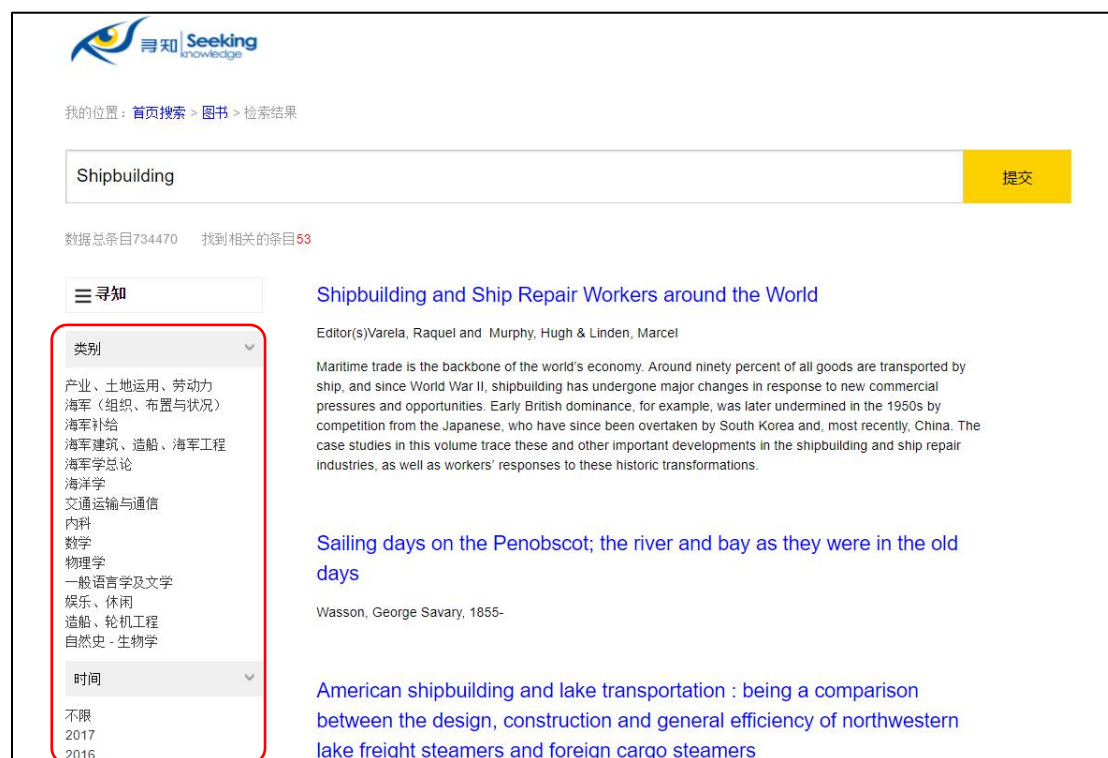 寻知 Seeking
knowledge
我的位置：首页搜索 > 图书 > 检索结果
Shipbuilding
提交
数据总条目734470 找到相关的条目53
寻知
类别
产业、土地运用、劳动力
海军（组织、布置与状况）
海军补给
海军建筑、造船、海军工程
海军学总论
海洋学
交通运输与通信
内科
数学
物理学
一般语言学及文学
娱乐、休闲
造船、轮机工程
自然史 - 生物学
时间
不限
2017
2016
Shipbuilding and Ship Repair Workers around the World
Editor(s)Varela, Raquel and Murphy, Hugh & Linden, Marcel
Maritime trade is the backbone of the world's economy. Around ninety percent of all goods are transported by
ship, and since World War II, shipbuilding has undergone major changes in response to new commercial
pressures and opportunities. Early British dominance, for example, was later undermined in the 1950s by
competition from the Japanese, who have since been overtaken by South Korea and, most recently, China. The
case studies in this volume trace these and other important developments in the shipbuilding and ship repair
industries, as well as workers' responses to these historic transformations.
Sailing days on the Penobscot; the river and bay as they were in the old
days
Wasson, George Savary, 1855-
American shipbuilding and lake transportation : being a comparison
between the design, construction and general efficiency of northwestern
lake freight steamers and foreign cargo steamers